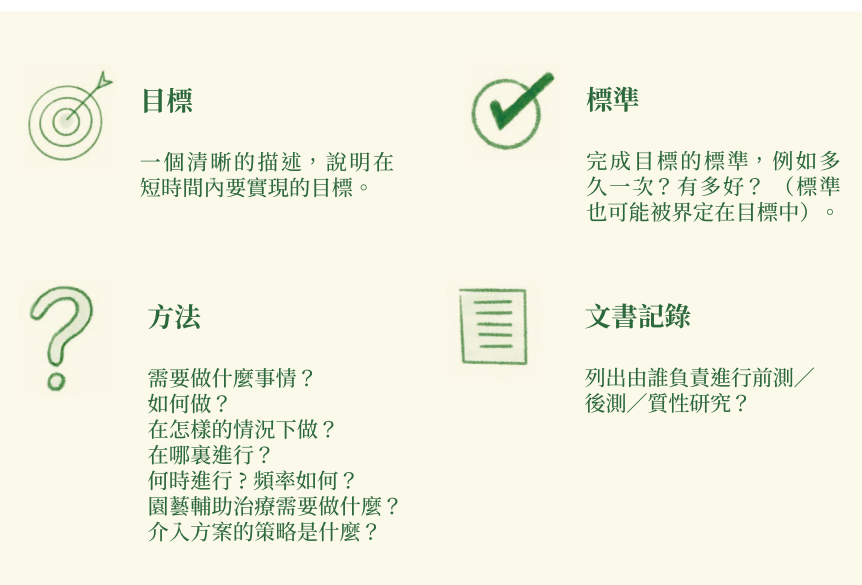 目標
一個清晰的描述，說明在
短時間內要實現的目標。
標準
完成目標的標準，例如多
久一次？有多好？（標準
也可能被界定在目標中）。
方法
需要做什麼事情？
如何做？
在怎樣的情況下做？
在哪裏進行？
何時進行？頻率如何？
園藝輔助治療需要做什麼？
介入方案的策略是什麼？
文書記錄
列出由誰負責進行前測／
後測／質性研究？